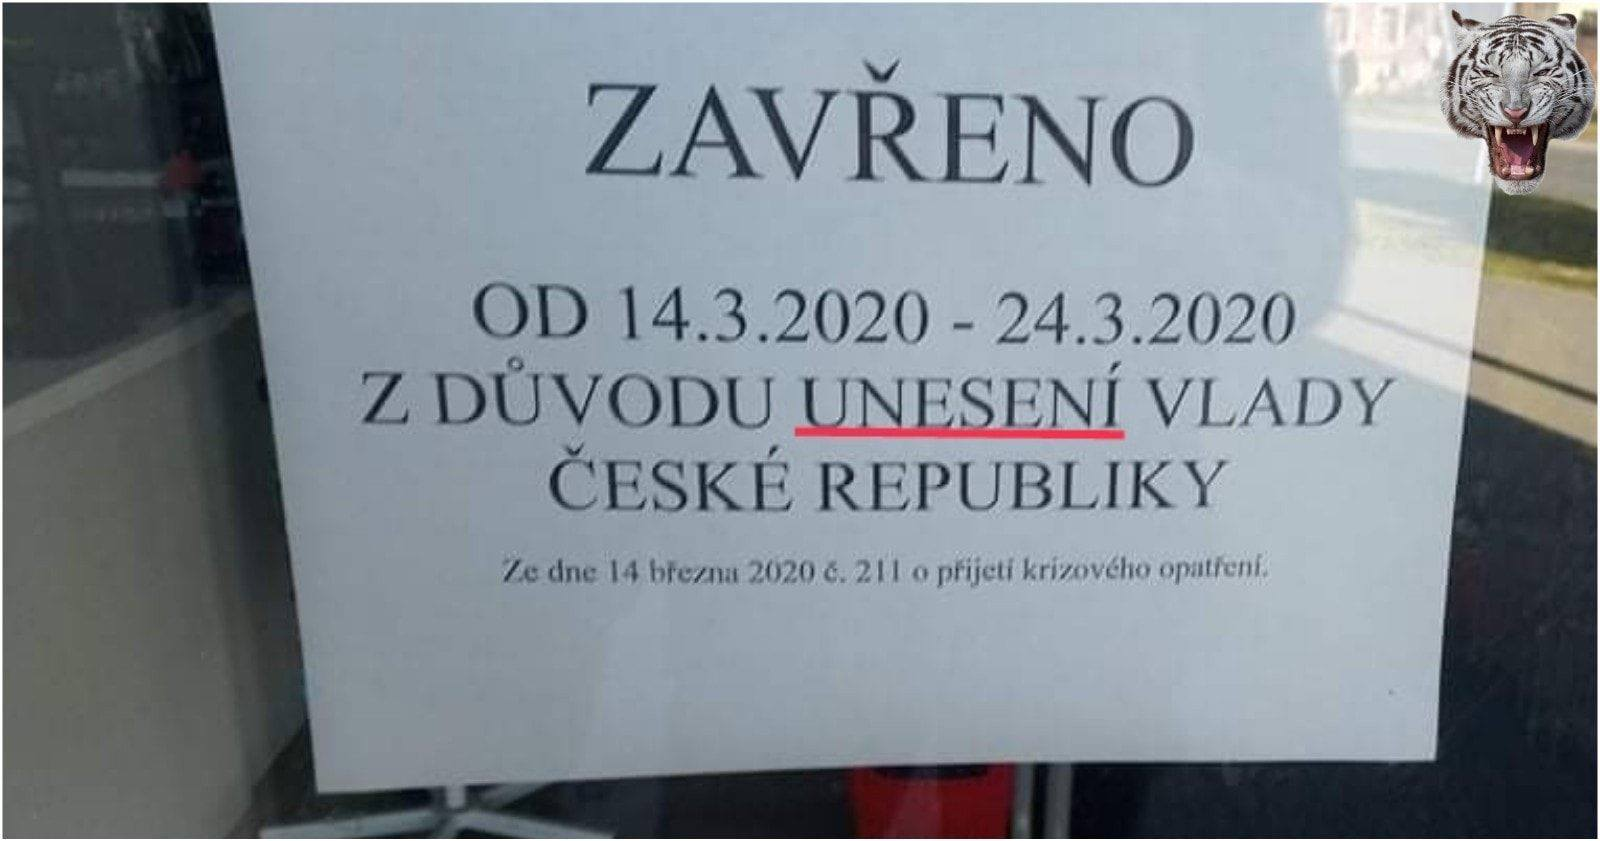 ZAVŘENO
OD 14.3.2020 - 24.3.2020
Z DŮVODU UNESENÍ VLADY
ČESKÉ REPUBLIKY
Ze dne 14 března 2020 č. 211 o přijetí krizového opatření.